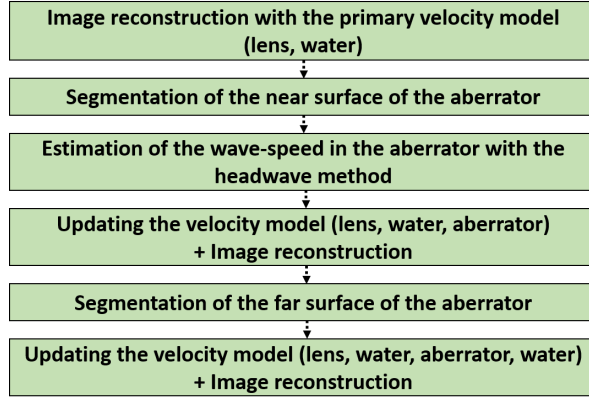 Image reconstruction with the primary velocity model
(lens, water)
Segmentation of the near surface of the aberrator
Estimation of the wave-speed in the aberrator with the
headwave method
Updating the velocity model (lens, water, aberrator)
+ Image reconstruction
Segmentation of the far surface of the aberrator
Updating the velocity model (lens, water, aberrator, water)
+ Image reconstruction